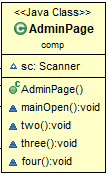 <<Java Class>>
AdminPage
comp
sc: Scanner
AdminPage()
mainOpen():void
two():void
three():void
four():void